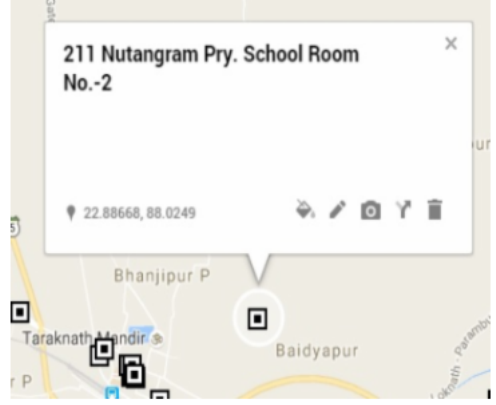 211 Nutangram Pry. School Room
No.-2
22.88668, 88.0249
Bhanjipur P
Taraknath Mandir
Baidyapur
r P